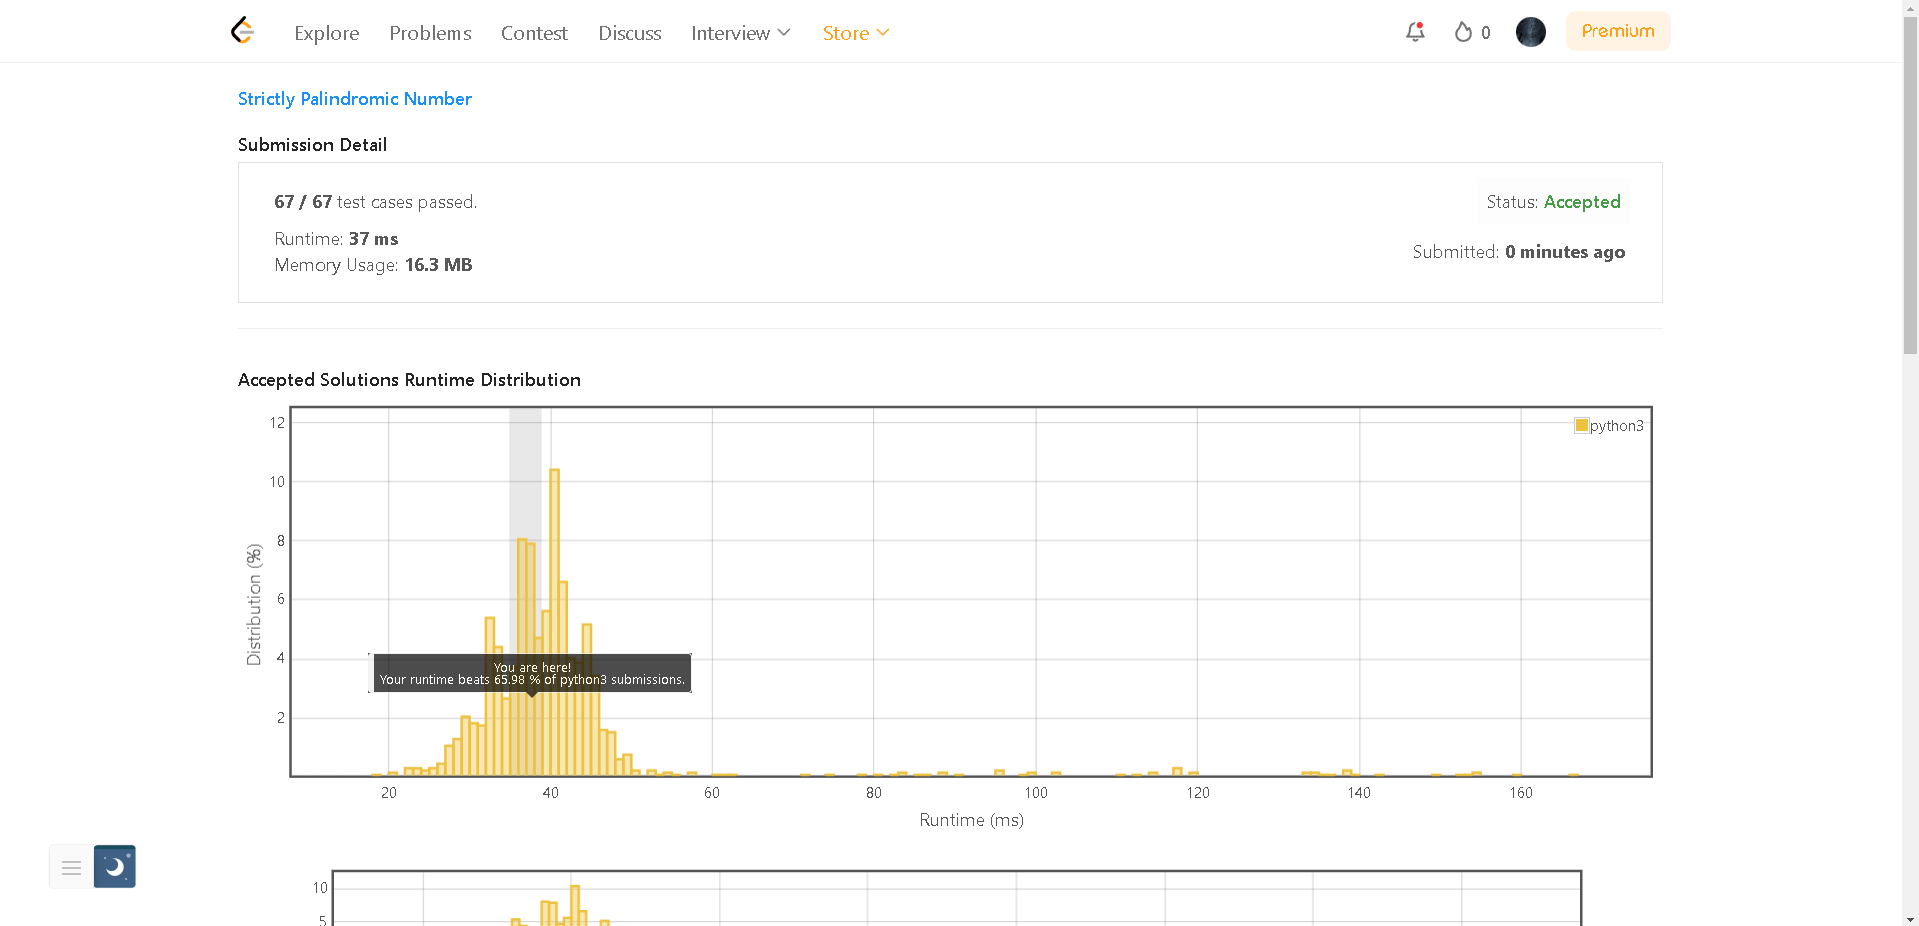 Explore Problems Contest Discuss Interview Store 0 Premium
Strictly Palindromic Number
Submission Detail
67 / 67 test cases passed.
Status: Accepted
Runtime: 37 ms
Submitted: 0 minutes ago
Memory Usage: 16.3 MB
Accepted Solutions Runtime Distribution
12
python3
10
8
6
4
2
Distribution (%)
You are here!
Your runtime beats 65.98 % of python3 submissions.
20 40 60 80 100 120 140 160
Runtime (ms)
10
5